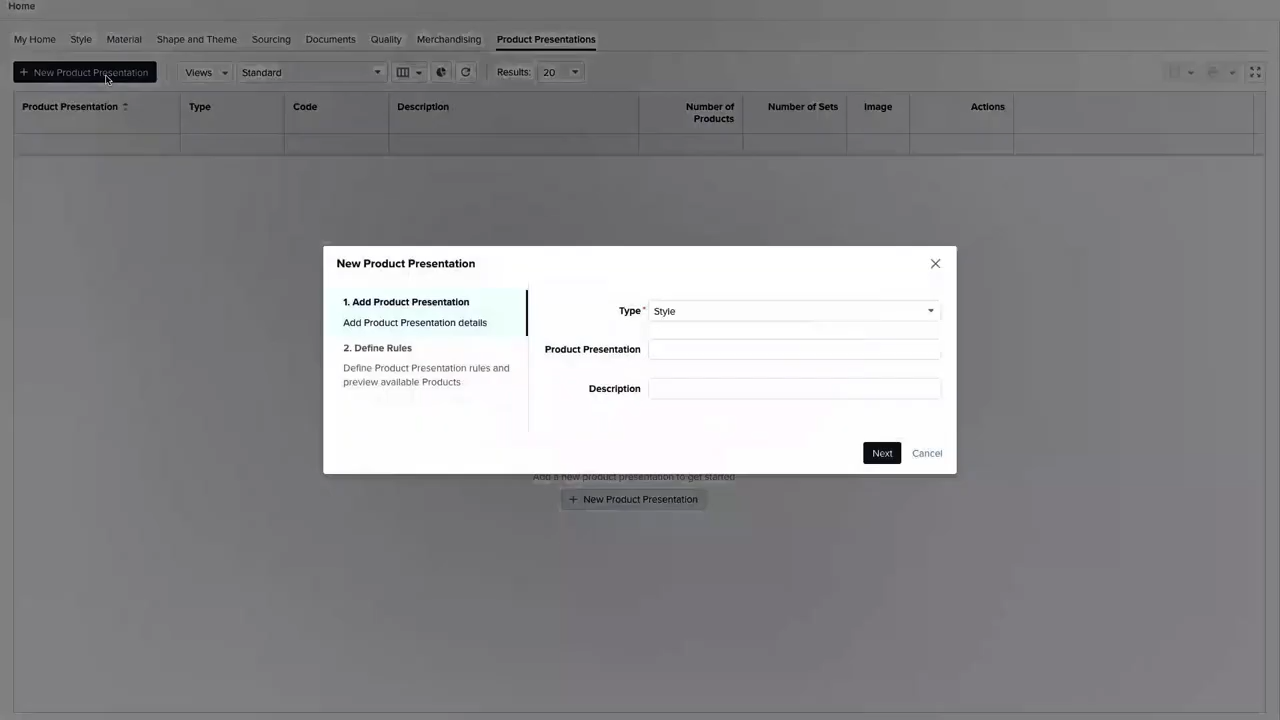 Home
My Home Style Material Shape and Theme Sourcing Documents Quality Merchandising Product Presentations
+ New Product Presentation Views Standard Results: 20
Product Presentation Type Code Description Number of Products Number of Sets Image Actions
New Product Presentation
1. Add Product Presentation
Add Product Presentation details
2. Define Rules
Define Product Presentation rules and
preview available Products
Type* Style
Product Presentation
Description
Next Cancel
Add a new product presentation to get started
+ New Product Presentation